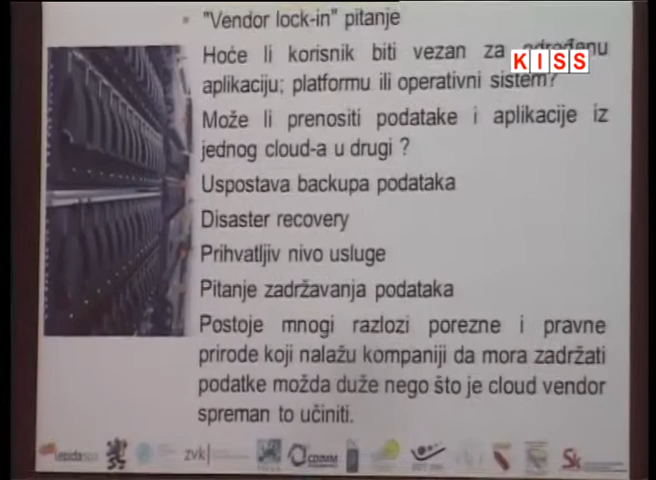 "Vendor lock-in" pitanje
Hoće li korisnik biti vezan za određenu
KISS
aplikaciju; platformu ili operativni sistem?
Može li prenositi podatake i aplikacije iz
jednog cloud-a u drugi ?
Uspostava backupa podataka
Disaster recovery
Prihvatljiv nivo usluge
Pitanje zadržavanja podataka
Postoje mnogi razlozi porezne i pravne
prirode koji nalažu kompaniji da mora zadržati
podatke možda duže nego što je cloud vendor
spreman to učiniti.
lepida zvk